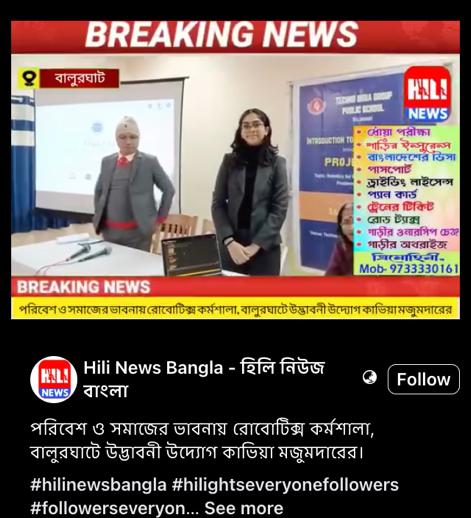 BREAKING NEWS
বালুরঘাট
HILI
NEWS
TECHNO INDIA GROUP
PUBLIC SCHOOL
INTRODUCTION TO
PROJ
ধোঁয়া পরীক্ষা
গাড়ির ইন্সুরেন্স
বাংলাদেশের ভিসা
পাসপোর্ট
ড্রাইভিং লাইসেন্স
প্যান কার্ড
ট্রেনের টিকিট
রোড ট্যাক্স
গাড়ীর ওনারসিপ চেঞ্জ
গাড়ীর অথরাইজ
ত্রিমোহিনী-
Mob- 9733330161
BREAKING NEWS
পরিবেশ ও সমাজের ভাবনায় রোবোটিক্স কর্মশালা, বালুরঘাটে উদ্ভাবনী উদ্যোগ কাভিয়া মজুমদারের
HILI
NEWS
Hili News Bangla - হিলি নিউজ
বাংলা
Follow
পরিবেশ ও সমাজের ভাবনায় রোবোটিক্স কর্মশালা,
বালুরঘাটে উদ্ভাবনী উদ্যোগ কাভিয়া মজুমদারের।
#hilinewsbangla #hilightseveryonefollowers
#followerseveryon... See more